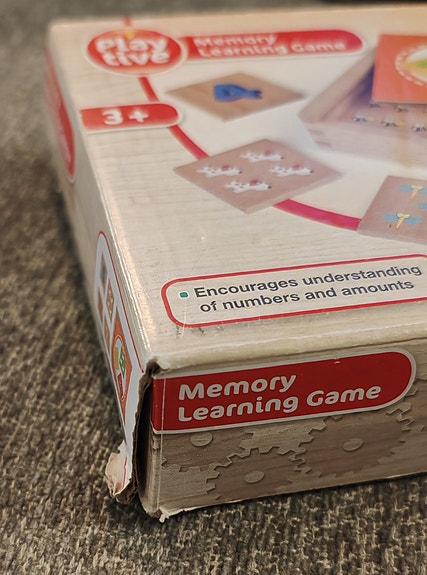 Play
tive
Memory
Learning Game
3+
Encourages understanding
of numbers and amounts
Memory
Learning Game